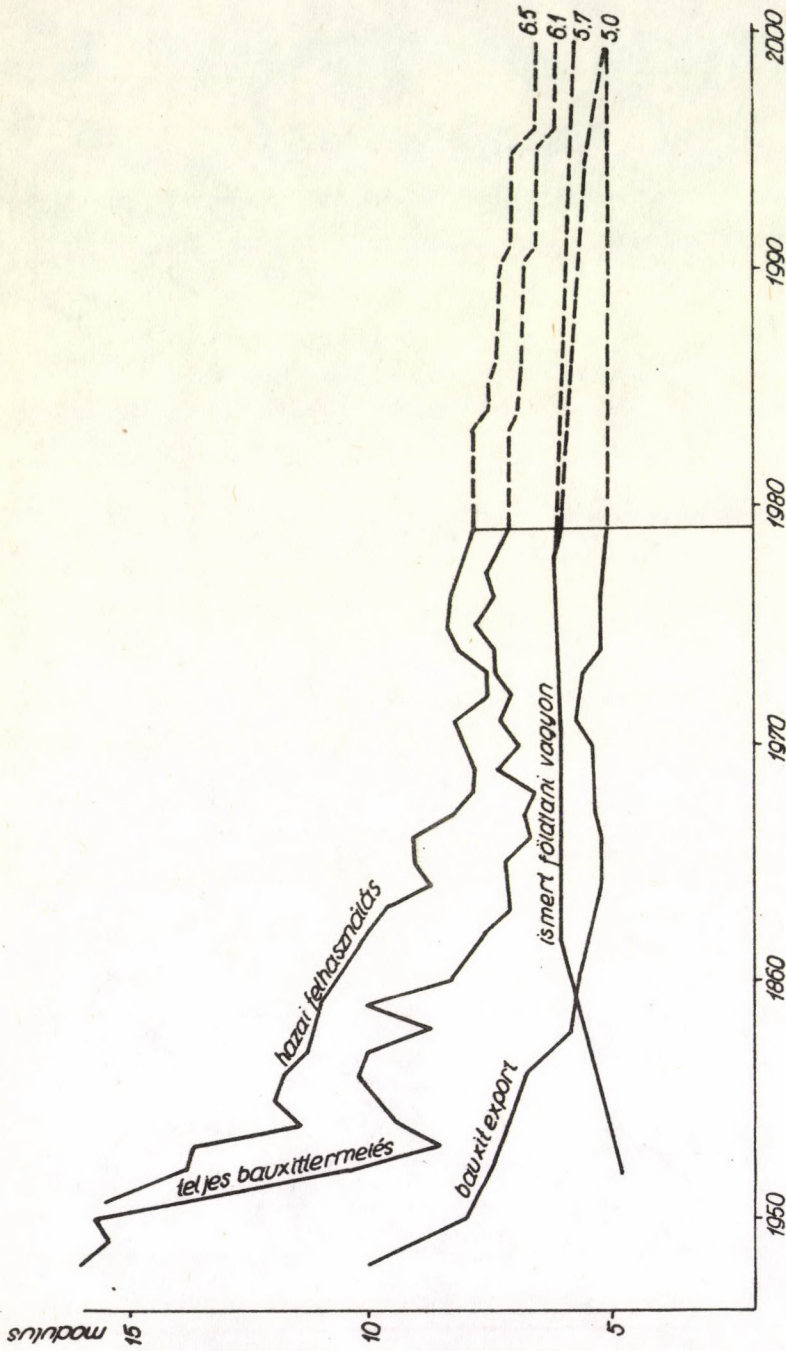 modulus
15
10
5
hazai felhasználás
teljes bauxittermelés
bauxit export
ismert földtani vagyon
6.5
6.1
5,7
5,0
1950
1860
1970
1980
1990
2000